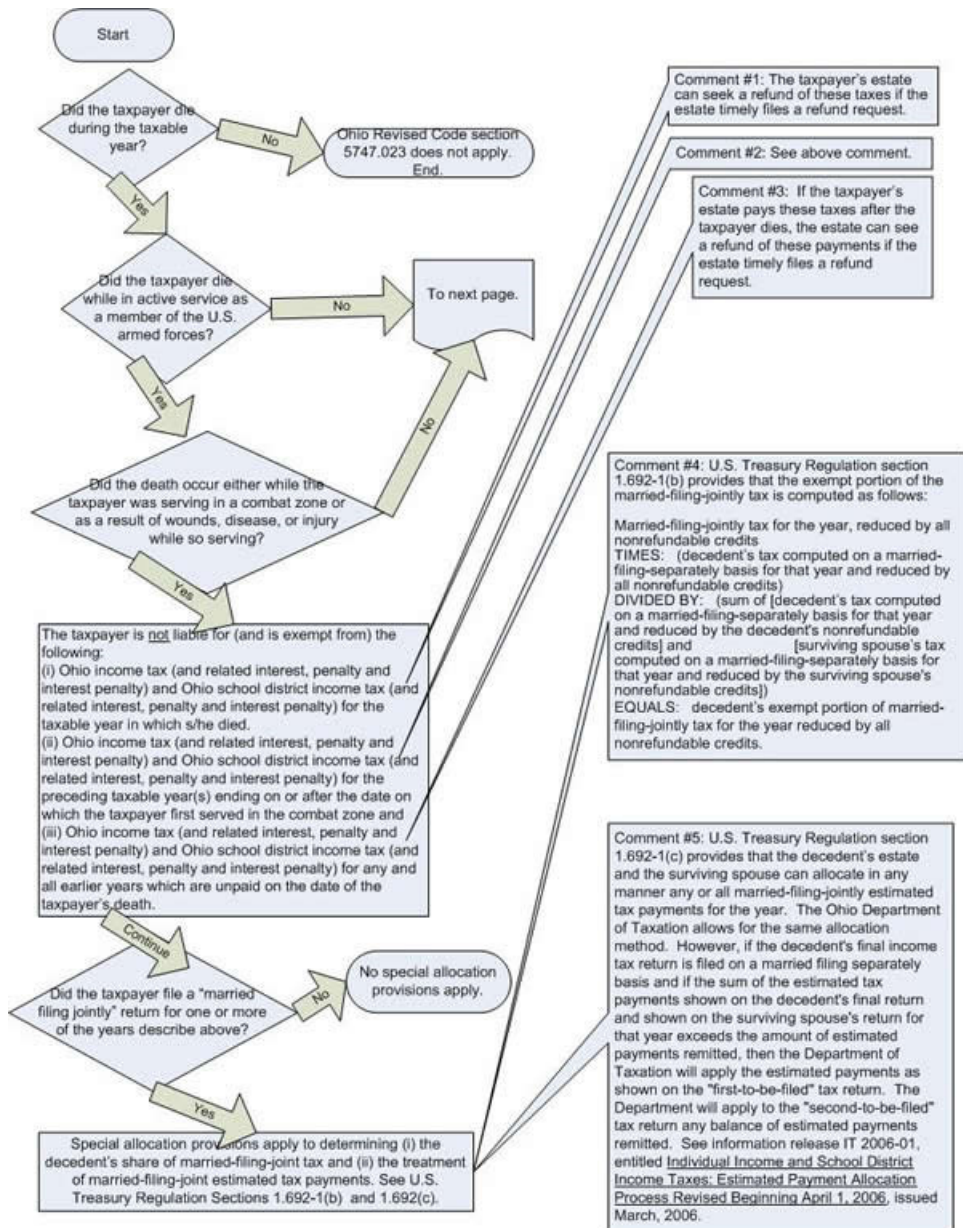 Start
Did the taxpayer die
during the taxable
year?
No
Ohio Revised Code section
5747.023 does not apply.
End.
Yes
Did the taxpayer die
while in active service as
a member of the U.S.
armed forces?
No
To next page.
Yes
No
Did the death occur either while the
taxpayer was serving in a combat zone or
as a result of wounds, disease, or injury
while so serving?
Yes
The taxpayer is not liable for (and is exempt from) the
following:
(i) Ohio income tax (and related interest, penalty and
interest penalty) and Ohio school district income tax (and
related interest, penalty and interest penalty) for the
taxable year in which s/he died.
(ii) Ohio income tax (and related interest, penalty and
interest penalty) and Ohio school district income tax (and
related interest, penalty and interest penalty) for the
preceding taxable year(s) ending on or after the date on
which the taxpayer first served in the combat zone and
(iii) Ohio income tax (and related interest, penalty and
interest penalty) and Ohio school district income tax (and
related interest, penalty and interest penalty) for any and
all earlier years which are unpaid on the date of the
taxpayer's death.
Continue
Did the taxpayer file a "married
filing jointly" return for one or more
of the years describe above?
No
No special allocation
provisions apply.
Yes
Special allocation provisions apply to determining (i) the
decedent's share of married-filing-joint tax and (ii) the treatment
of married-filing-joint estimated tax payments. See U.S.
Treasury Regulation Sections 1.692-1(b) and 1.692(c).
Comment #1: The taxpayer's estate
can seek a refund of these taxes if the
estate timely files a refund request.
Comment #2: See above comment.
Comment #3: If the taxpayer's
estate pays these taxes after the
taxpayer dies, the estate can see
a refund of these payments if the
estate timely files a refund
request.
Comment #4: U.S. Treasury Regulation section
1.692-1(b) provides that the exempt portion of the
married-filing-jointly tax is computed as follows:
Married-filing-jointly tax for the year, reduced by all
nonrefundable credits
TIMES: (decedent's tax computed on a married-
filing-separately basis for that year and reduced by
all nonrefundable credits)
DIVIDED BY: (sum of [decedent's tax computed
on a married-filing-separately basis for that year
and reduced by the decedent's nonrefundable
credits] and [surviving spouse's tax
computed on a married-filing-separately basis for
that year and reduced by the surviving spouse's
nonrefundable credits])
EQUALS: decedent's exempt portion of married-
filing-jointly tax for the year reduced by all
nonrefundable credits.
Comment #5: U.S. Treasury Regulation section
1.692-1(c) provides that the decedent's estate
and the surviving spouse can allocate in any
manner any or all married-filing-jointly estimated
tax payments for the year. The Ohio Department
of Taxation allows for the same allocation
method. However, if the decedent's final income
tax return is filed on a married filing separately
basis and if the sum of the estimated tax
payments shown on the decedent's final return
and shown on the surviving spouse's return for
that year exceeds the amount of estimated
payments remitted, then the Department of
Taxation will apply the estimated payments as
shown on the "first-to-be-filed" tax return. The
Department will apply to the "second-to-be-filed"
tax return any balance of estimated payments
remitted. See information release IT 2006-01,
entitled Individual Income and School District
Income Taxes: Estimated Payment Allocation
Process Revised Beginning April 1, 2006, issued
March, 2006.